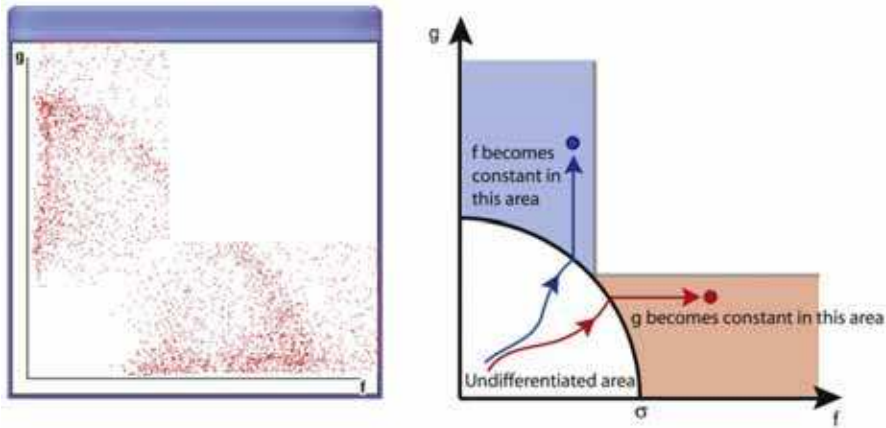 g
f
g
f becomes
constant in
this area
g becomes constant in this area
Undifferentiated area
σ
f